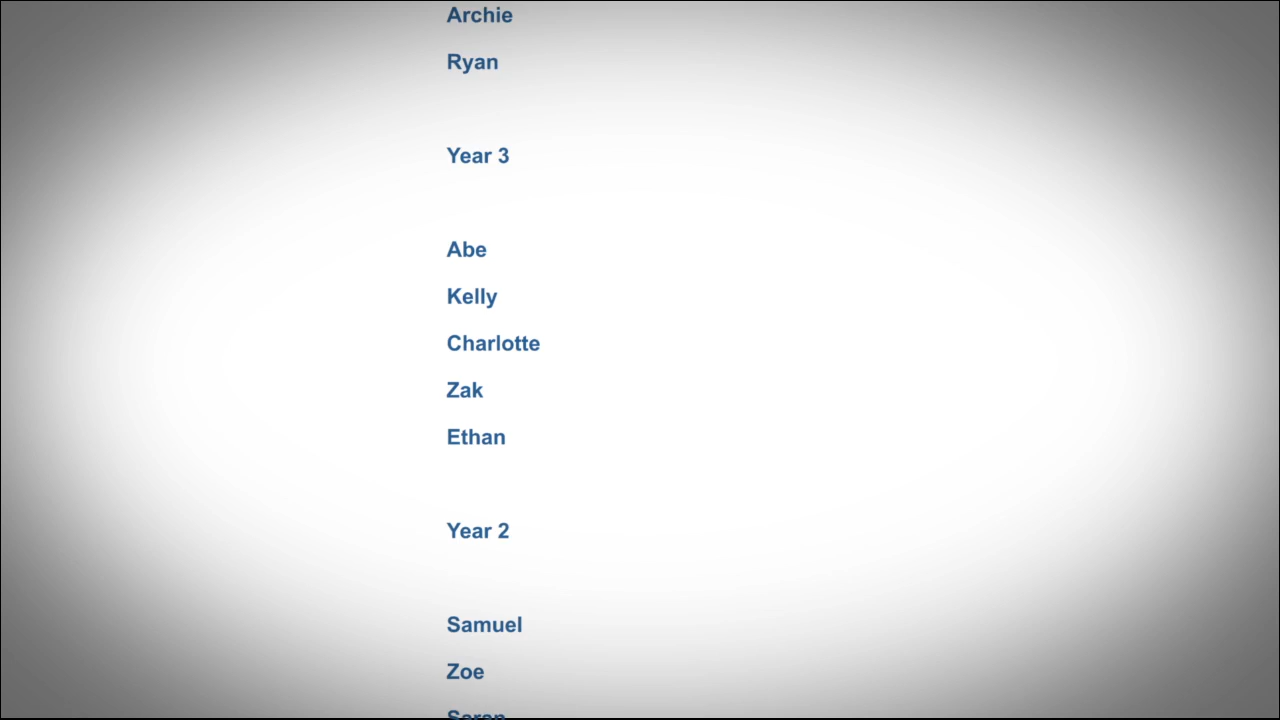 Archie
Ryan
Year 3
Abe
Kelly
Charlotte
Zak
Ethan
Year 2
Samuel
Zoe